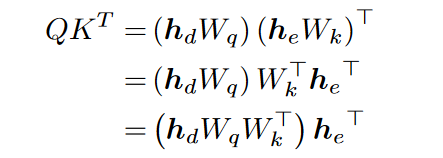 QK^T = (h_d W_q) (h_e W_k)^⊤
= (h_d W_q) W_k^⊤ h_e^⊤
= (h_d W_q W_k^⊤) h_e^⊤